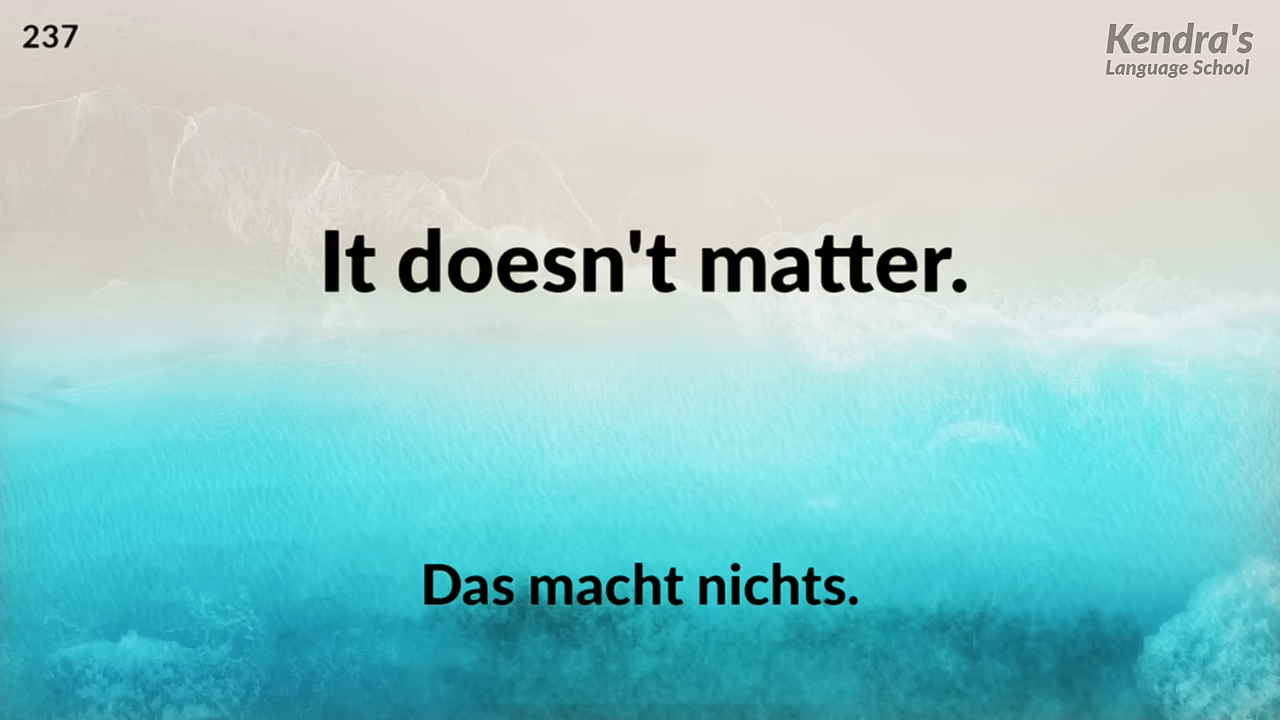 237
Kendra's
Language School
It doesn't matter.
Das macht nichts.